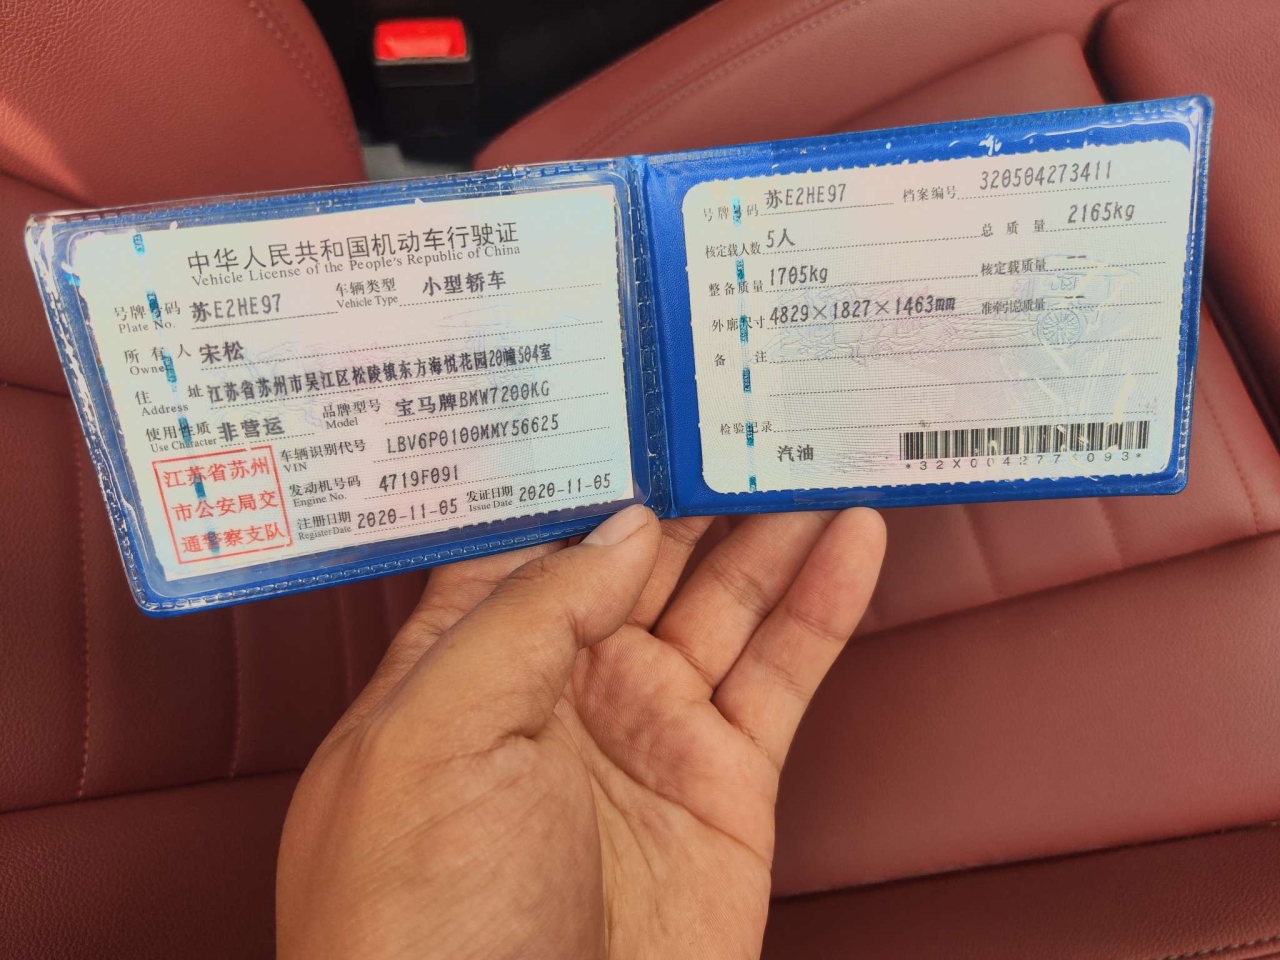 中华人民共和国机动车行驶证
Vehicle License of the People's Republic of China
号牌号码 苏E2HE97 车辆类型 小型轿车
Plate No. Vehicle Type
所有人 宋松
Owner
住址 江苏省苏州市吴江区松陵镇东方海悦花园20幢504室
Address
使用性质 非营运 品牌型号 宝马牌BMW7200KG
Use Character Model
车辆识别代号 LBV6P0100MMY56625
VIN
发动机号码 4719F091
Engine No.
注册日期 2020-11-05 发证日期 2020-11-05
Register Date Issue Date
江苏省苏州
市公安局交
通警察支队
号牌号码 苏E2HE97 档案编号 320504273411
核定载人数 5人 总质量 2165kg
整备质量 1705kg 核定载质量 --
外廓尺寸 4829×1827×1463mm 准牵引总质量 --
备注
检验记录
汽油